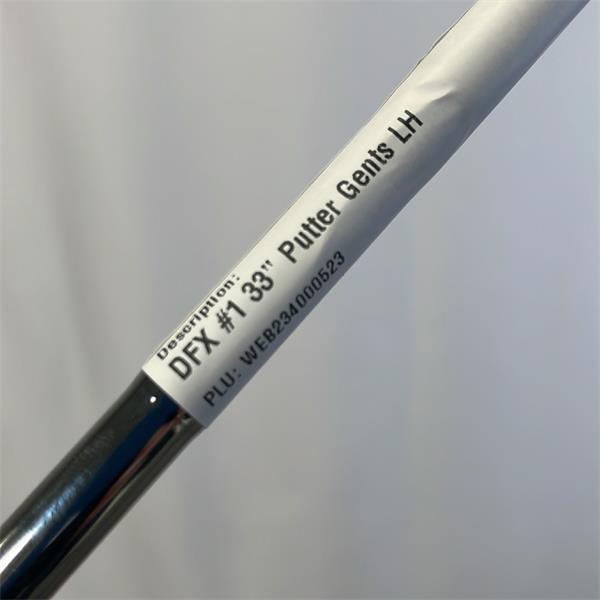 Description:
DFX #1 33" Putter Gents LH
PLU: WEB234000523